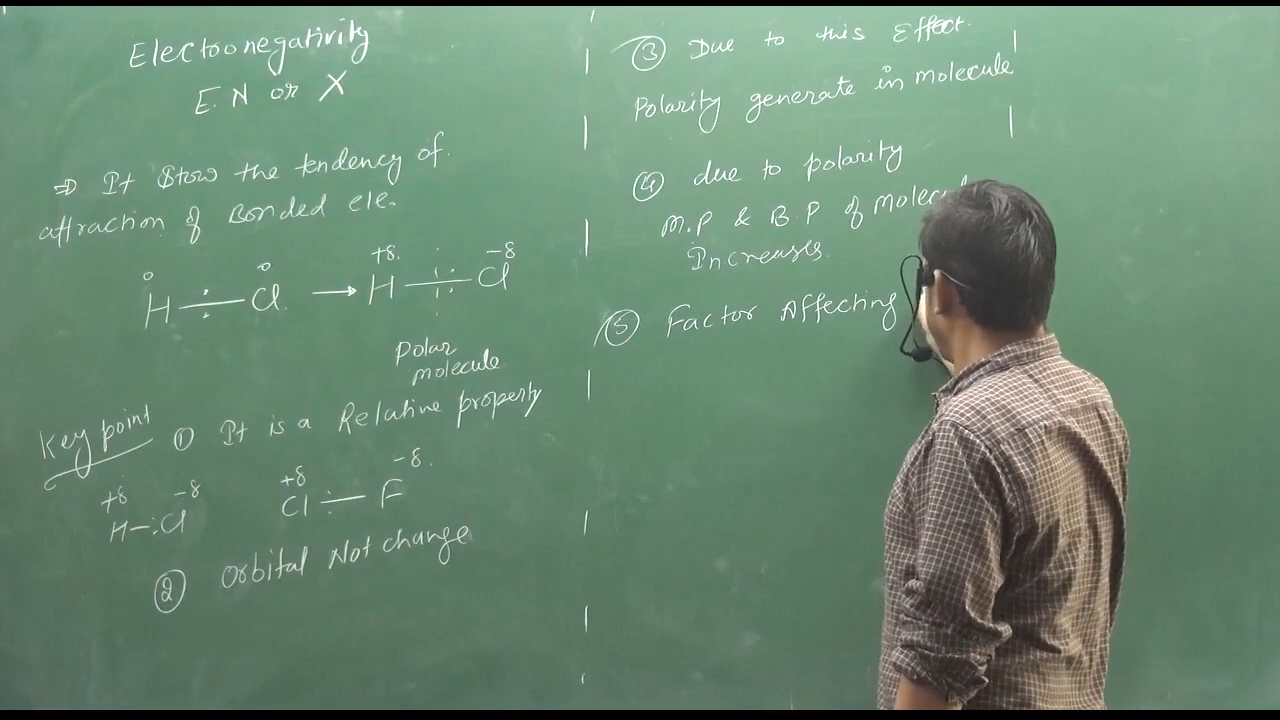 Electronegativity
E.N or X
⇒ It Show the tendency of
attraction of Bonded ele.
H — Cl → +δ H — Cl -δ
Polar
molecule
Key point ① It is a Relative property
+δ H - Cl -δ +δ Cl — F -δ
② Orbital Not change
③ Due to this Effect
Polarity generate in molecule
④ due to polarity
M.P & B.P of Molecul
Increases.
⑤ Factor Affecting